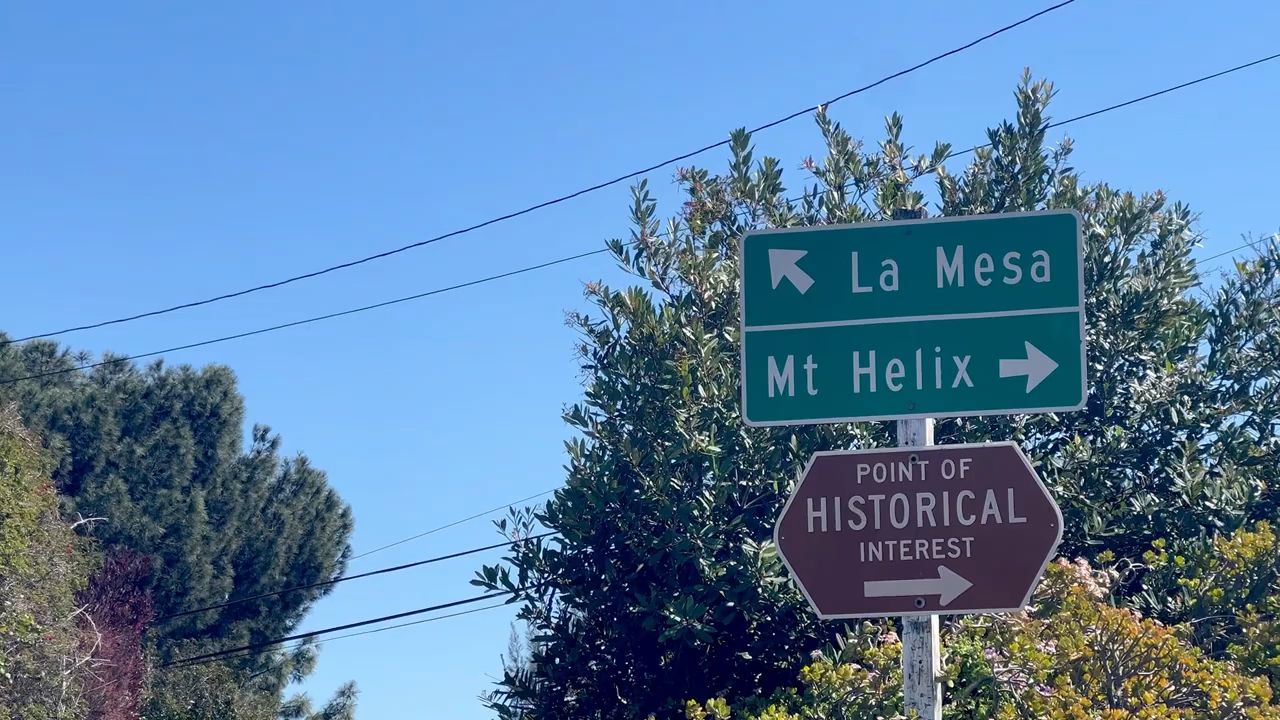 La Mesa
Mt Helix
POINT OF
HISTORICAL
INTEREST